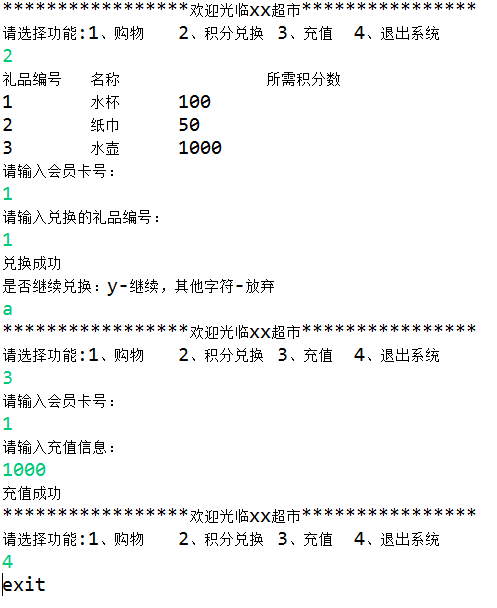 *****************欢迎光临xx超市****************
请选择功能:1、购物   2、积分兑换 3、充值  4、退出系统
2
礼品编号   名称                所需积分数
1       水杯     100
2       纸巾     50
3       水壶     1000
请输入会员卡号:
1
请输入兑换的礼品编号:
1
兑换成功
是否继续兑换: y-继续, 其他字符-放弃
a
*****************欢迎光临xx超市****************
请选择功能:1、购物   2、积分兑换 3、充值  4、退出系统
3
请输入会员卡号:
1
请输入充值信息:
1000
充值成功
*****************欢迎光临xx超市****************
请选择功能:1、购物   2、积分兑换 3、充值  4、退出系统
4
exit